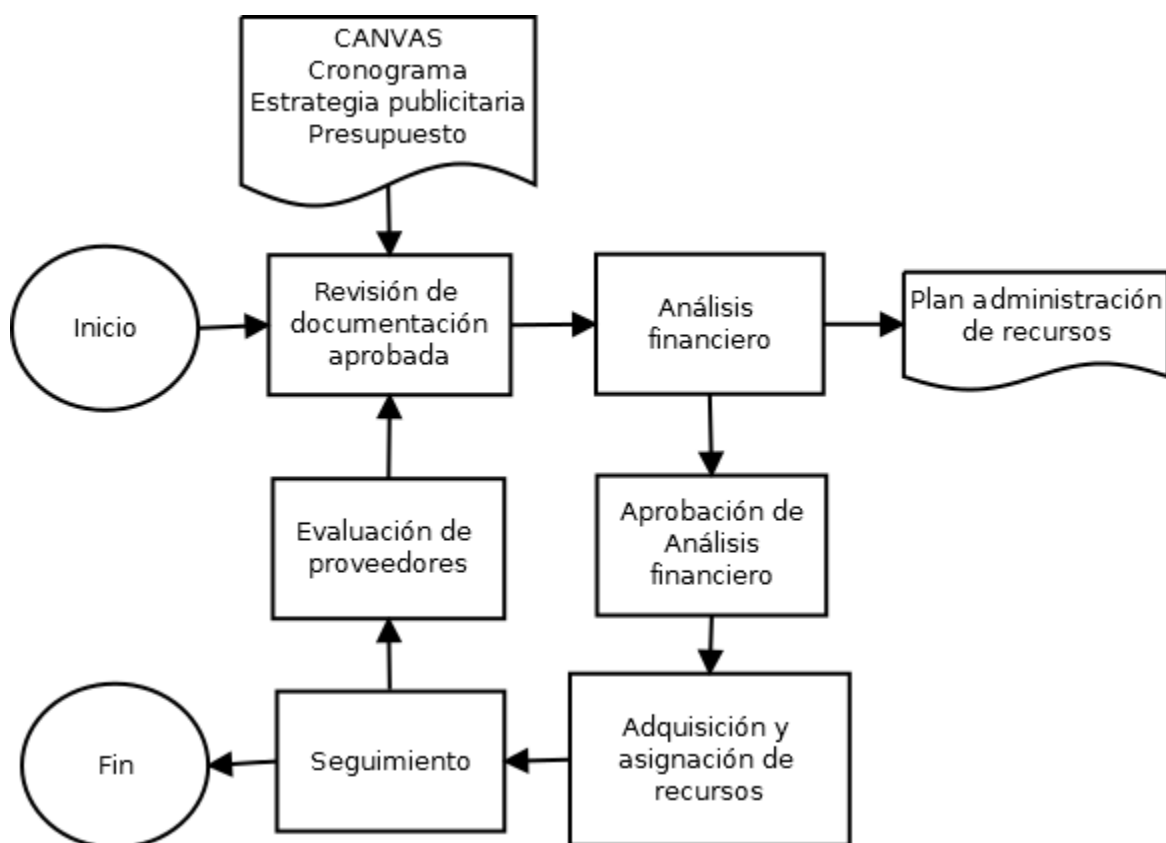 CANVAS
Cronograma
Estrategia publicitaria
Presupuesto
Inicio
Revisión de
documentación
aprobada
Análisis
financiero
Plan administración
de recursos
Evaluación de
proveedores
Aprobación de
Análisis
financiero
Fin
Seguimiento
Adquisición y
asignación de
recursos